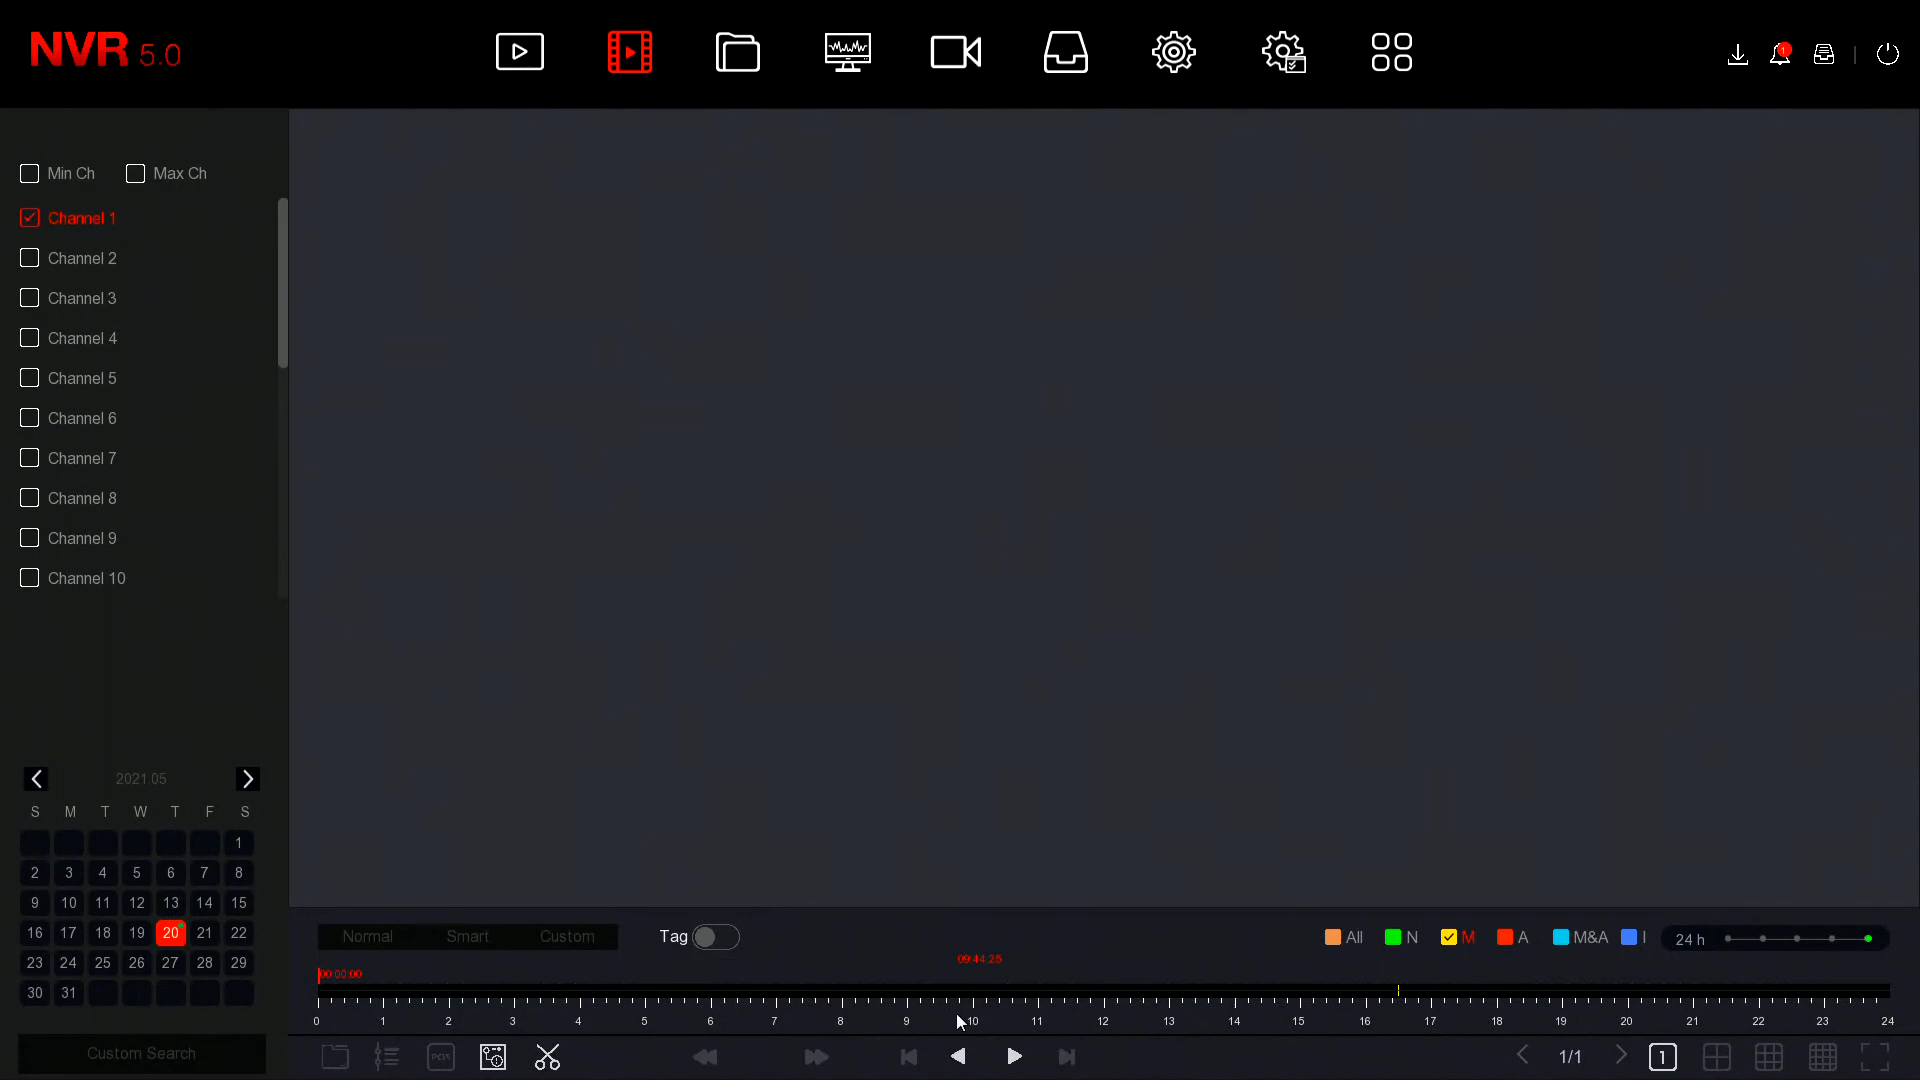 NVR 5.0
1
Min Ch Max Ch
Channel 1
Channel 2
Channel 3
Channel 4
Channel 5
Channel 6
Channel 7
Channel 8
Channel 9
Channel 10
2021 05
S M T W T F S
1
2 3 4 5 6 7 8
9 10 11 12 13 14 15
16 17 18 19 20 21 22
23 24 25 26 27 28 29
30 31
Custom Search
Normal Smart Custom Tag All N M A M&A I 24 h
09:44:25
00:00:00
0 1 2 3 4 5 6 7 8 9 10 11 12 13 14 15 16 17 18 19 20 21 22 23 24
POS 1/1 1